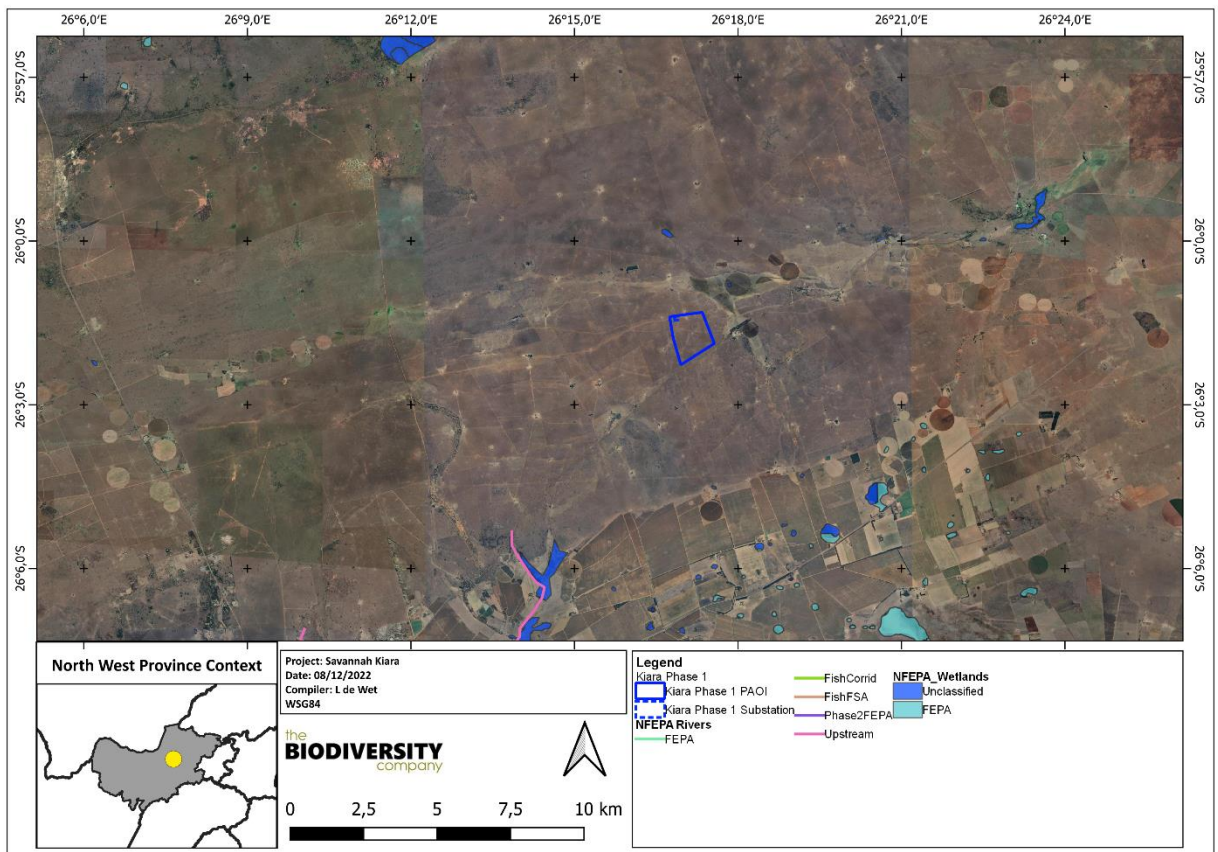 26°6,0'E 26°9,0'E 26°12,0'E 26°15,0'E 26°18,0'E 26°21,0'E 26°24,0'E
25°57,0'S 25°57,0'S
26°0,0'S 26°0,0'S
26°3,0'S 26°3,0'S
26°6,0'S 26°6,0'S
North West Province Context
Project: Savannah Kiara
Date: 08/12/2022
Compiler: L de Wet
WSG84
the
BIODIVERSITY
company
0 2,5 5 7,5 10 km
Legend
Kiara Phase 1
Kiara Phase 1 PAOI
Kiara Phase 1 Substation
NFEPA Rivers
FEPA
FishCorrid
FishFSA
Phase2FEPA
Upstream
NFEPA_Wetlands
Unclassified
FEPA